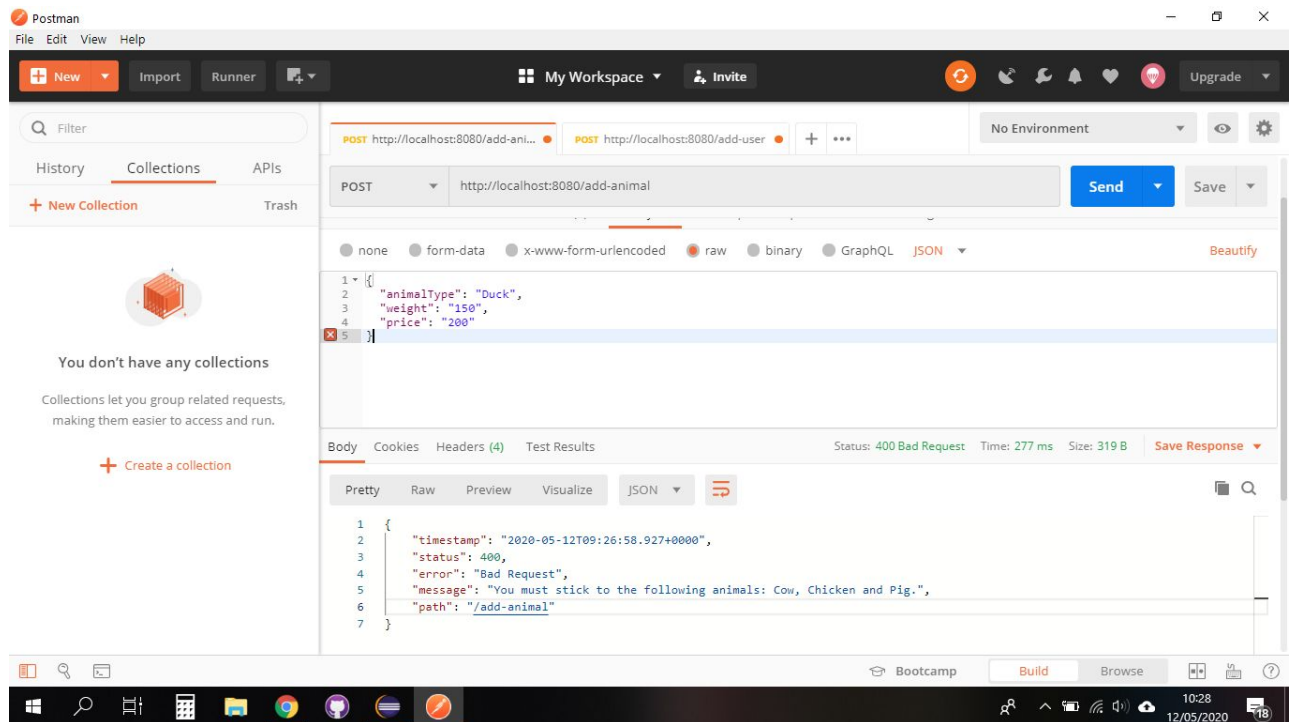 Postman
File Edit View Help
New Import Runner My Workspace Invite Upgrade
Filter
History Collections APIs
+ New Collection Trash
You don't have any collections
Collections let you group related requests,
making them easier to access and run.
+ Create a collection
POST http://localhost:8080/add-ani... POST http://localhost:8080/add-user + ...
No Environment
POST http://localhost:8080/add-animal Send Save
none form-data x-www-form-urlencoded raw binary GraphQL JSON Beautify
1 {
2 "animalType": "Duck",
3 "weight": "150",
4 "price": "200"
5 }
Body Cookies Headers (4) Test Results Status: 400 Bad Request Time: 277 ms Size: 319 B Save Response
Pretty Raw Preview Visualize JSON
1 {
2 "timestamp": "2020-05-12T09:26:58.927+0000",
3 "status": 400,
4 "error": "Bad Request",
5 "message": "You must stick to the following animals: Cow, Chicken and Pig.",
6 "path": "/add-animal"
7 }
Bootcamp Build Browse
10:28
12/05/2020
18